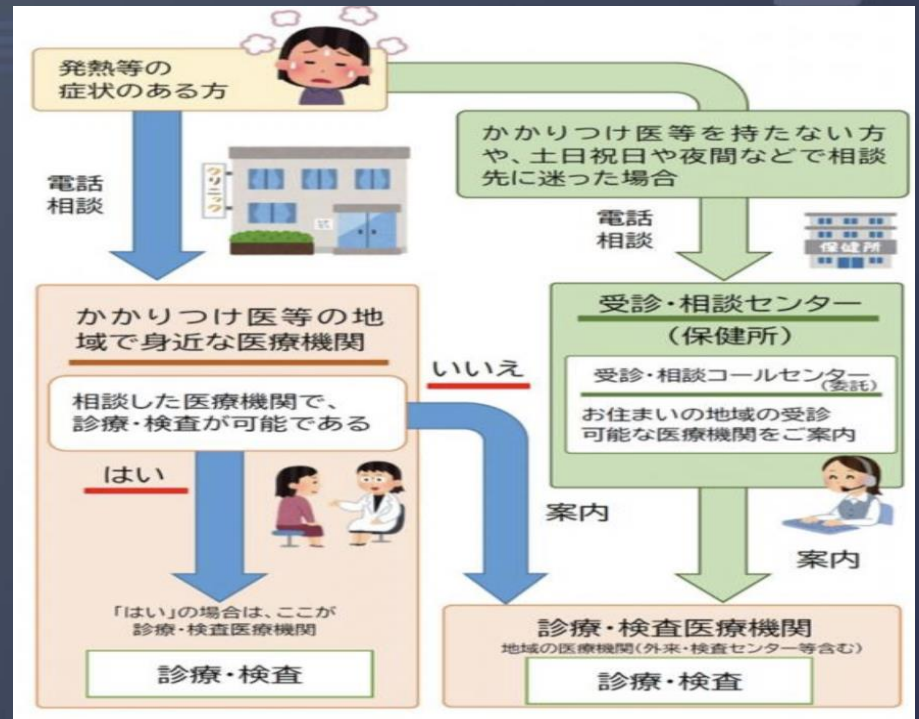 発熱等の
症状のある方
電話
相談
クリニック
かかりつけ医等を持たない方
や、土日祝日や夜間などで相談
先に迷った場合
電話
相談
保健所
かかりつけ医等の地
域で身近な医療機関
相談した医療機関で、
診療・検査が可能である
はい
いいえ
案内
「はい」の場合は、ここが
診療・検査医療機関
診療・検査
受診・相談センター
(保健所)
受診・相談コールセンター
(委託)
お住まいの地域の受診
可能な医療機関をご案内
案内
診療・検査医療機関
地域の医療機関(外来・検査センター等含む)
診療・検査